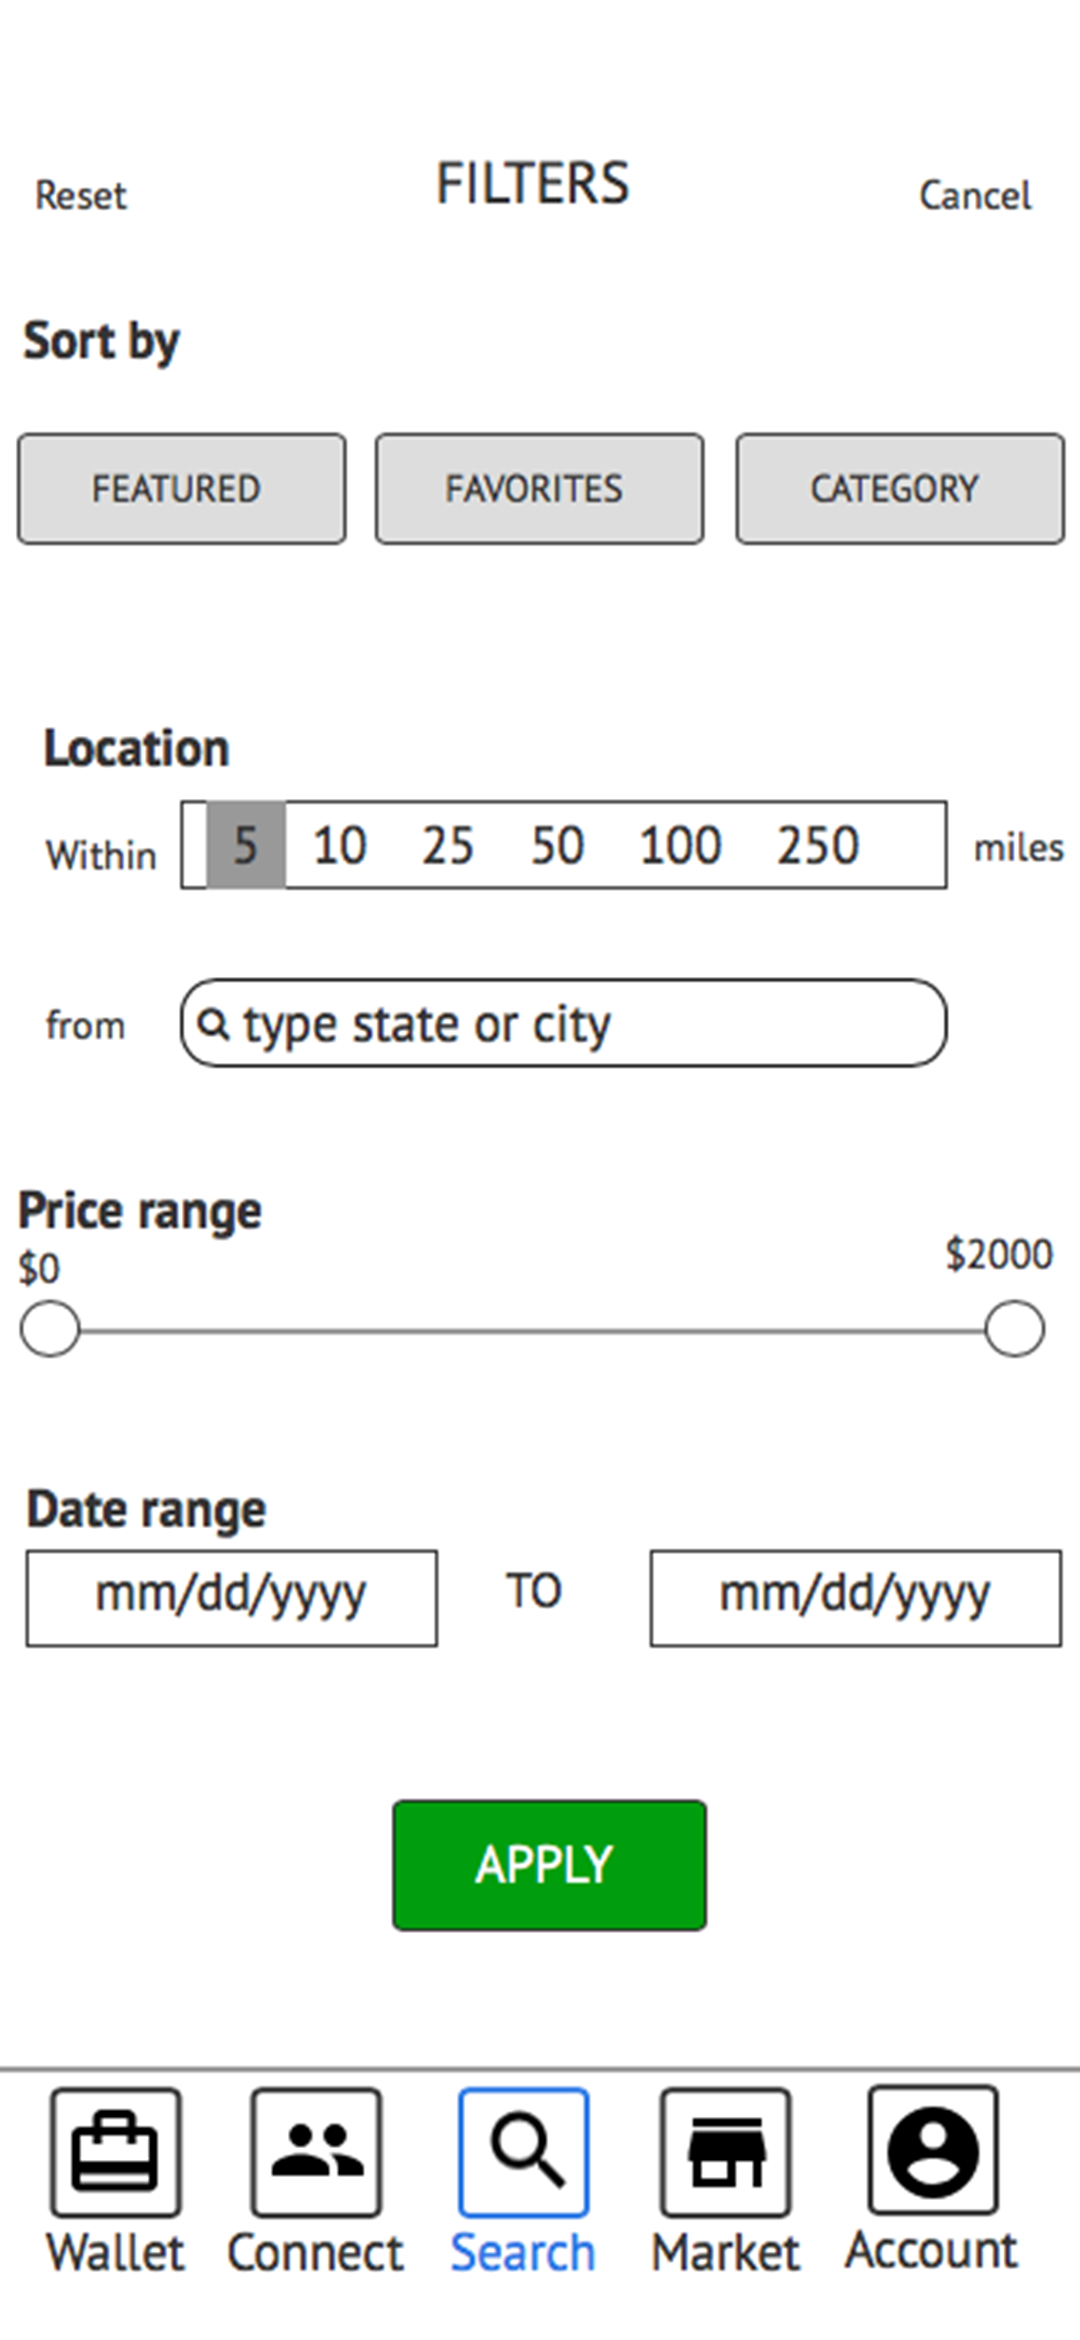 Reset FILTERS Cancel
Sort by
FEATURED FAVORITES CATEGORY
Location
Within 5 10 25 50 100 250 miles
from type state or city
Price range
$0 $2000
Date range
mm/dd/yyyy TO mm/dd/yyyy
APPLY
Wallet Connect Search Market Account